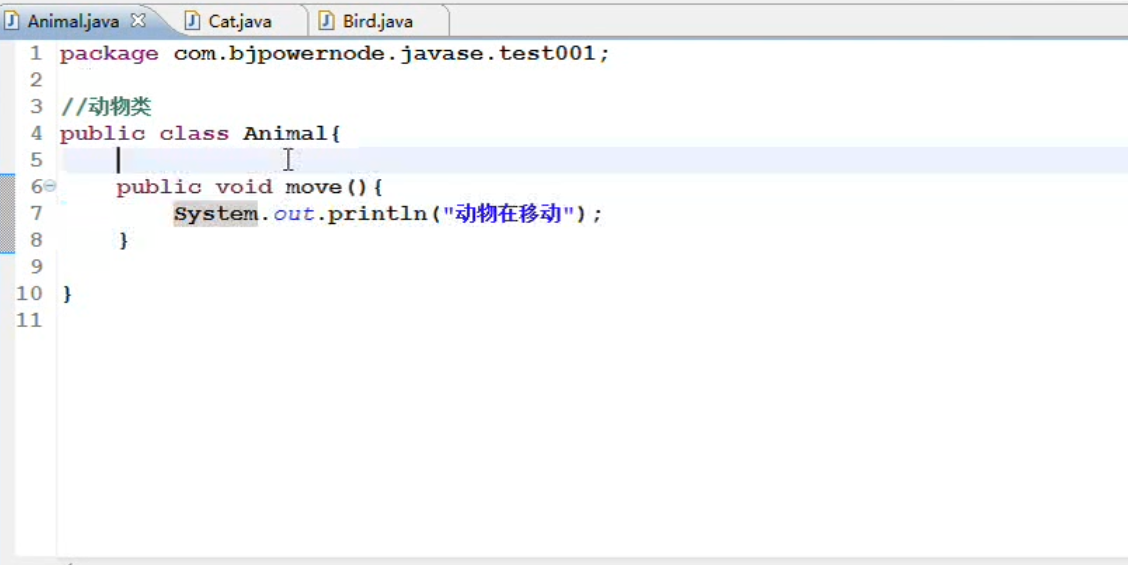 Animal.java Cat.java Bird.java
1 package com.bjpowernode.javase.test001;
2
3 //动物类
4 public class Animal{
5
6 public void move(){
7 System.out.println("动物在移动");
8 }
9
10 }
11